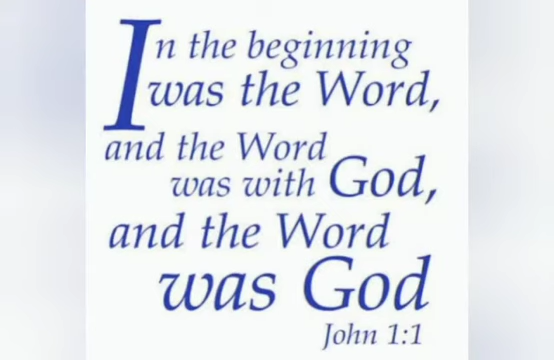 In the beginning
was the Word,
and the Word
was with God,
and the Word
was God
John 1:1